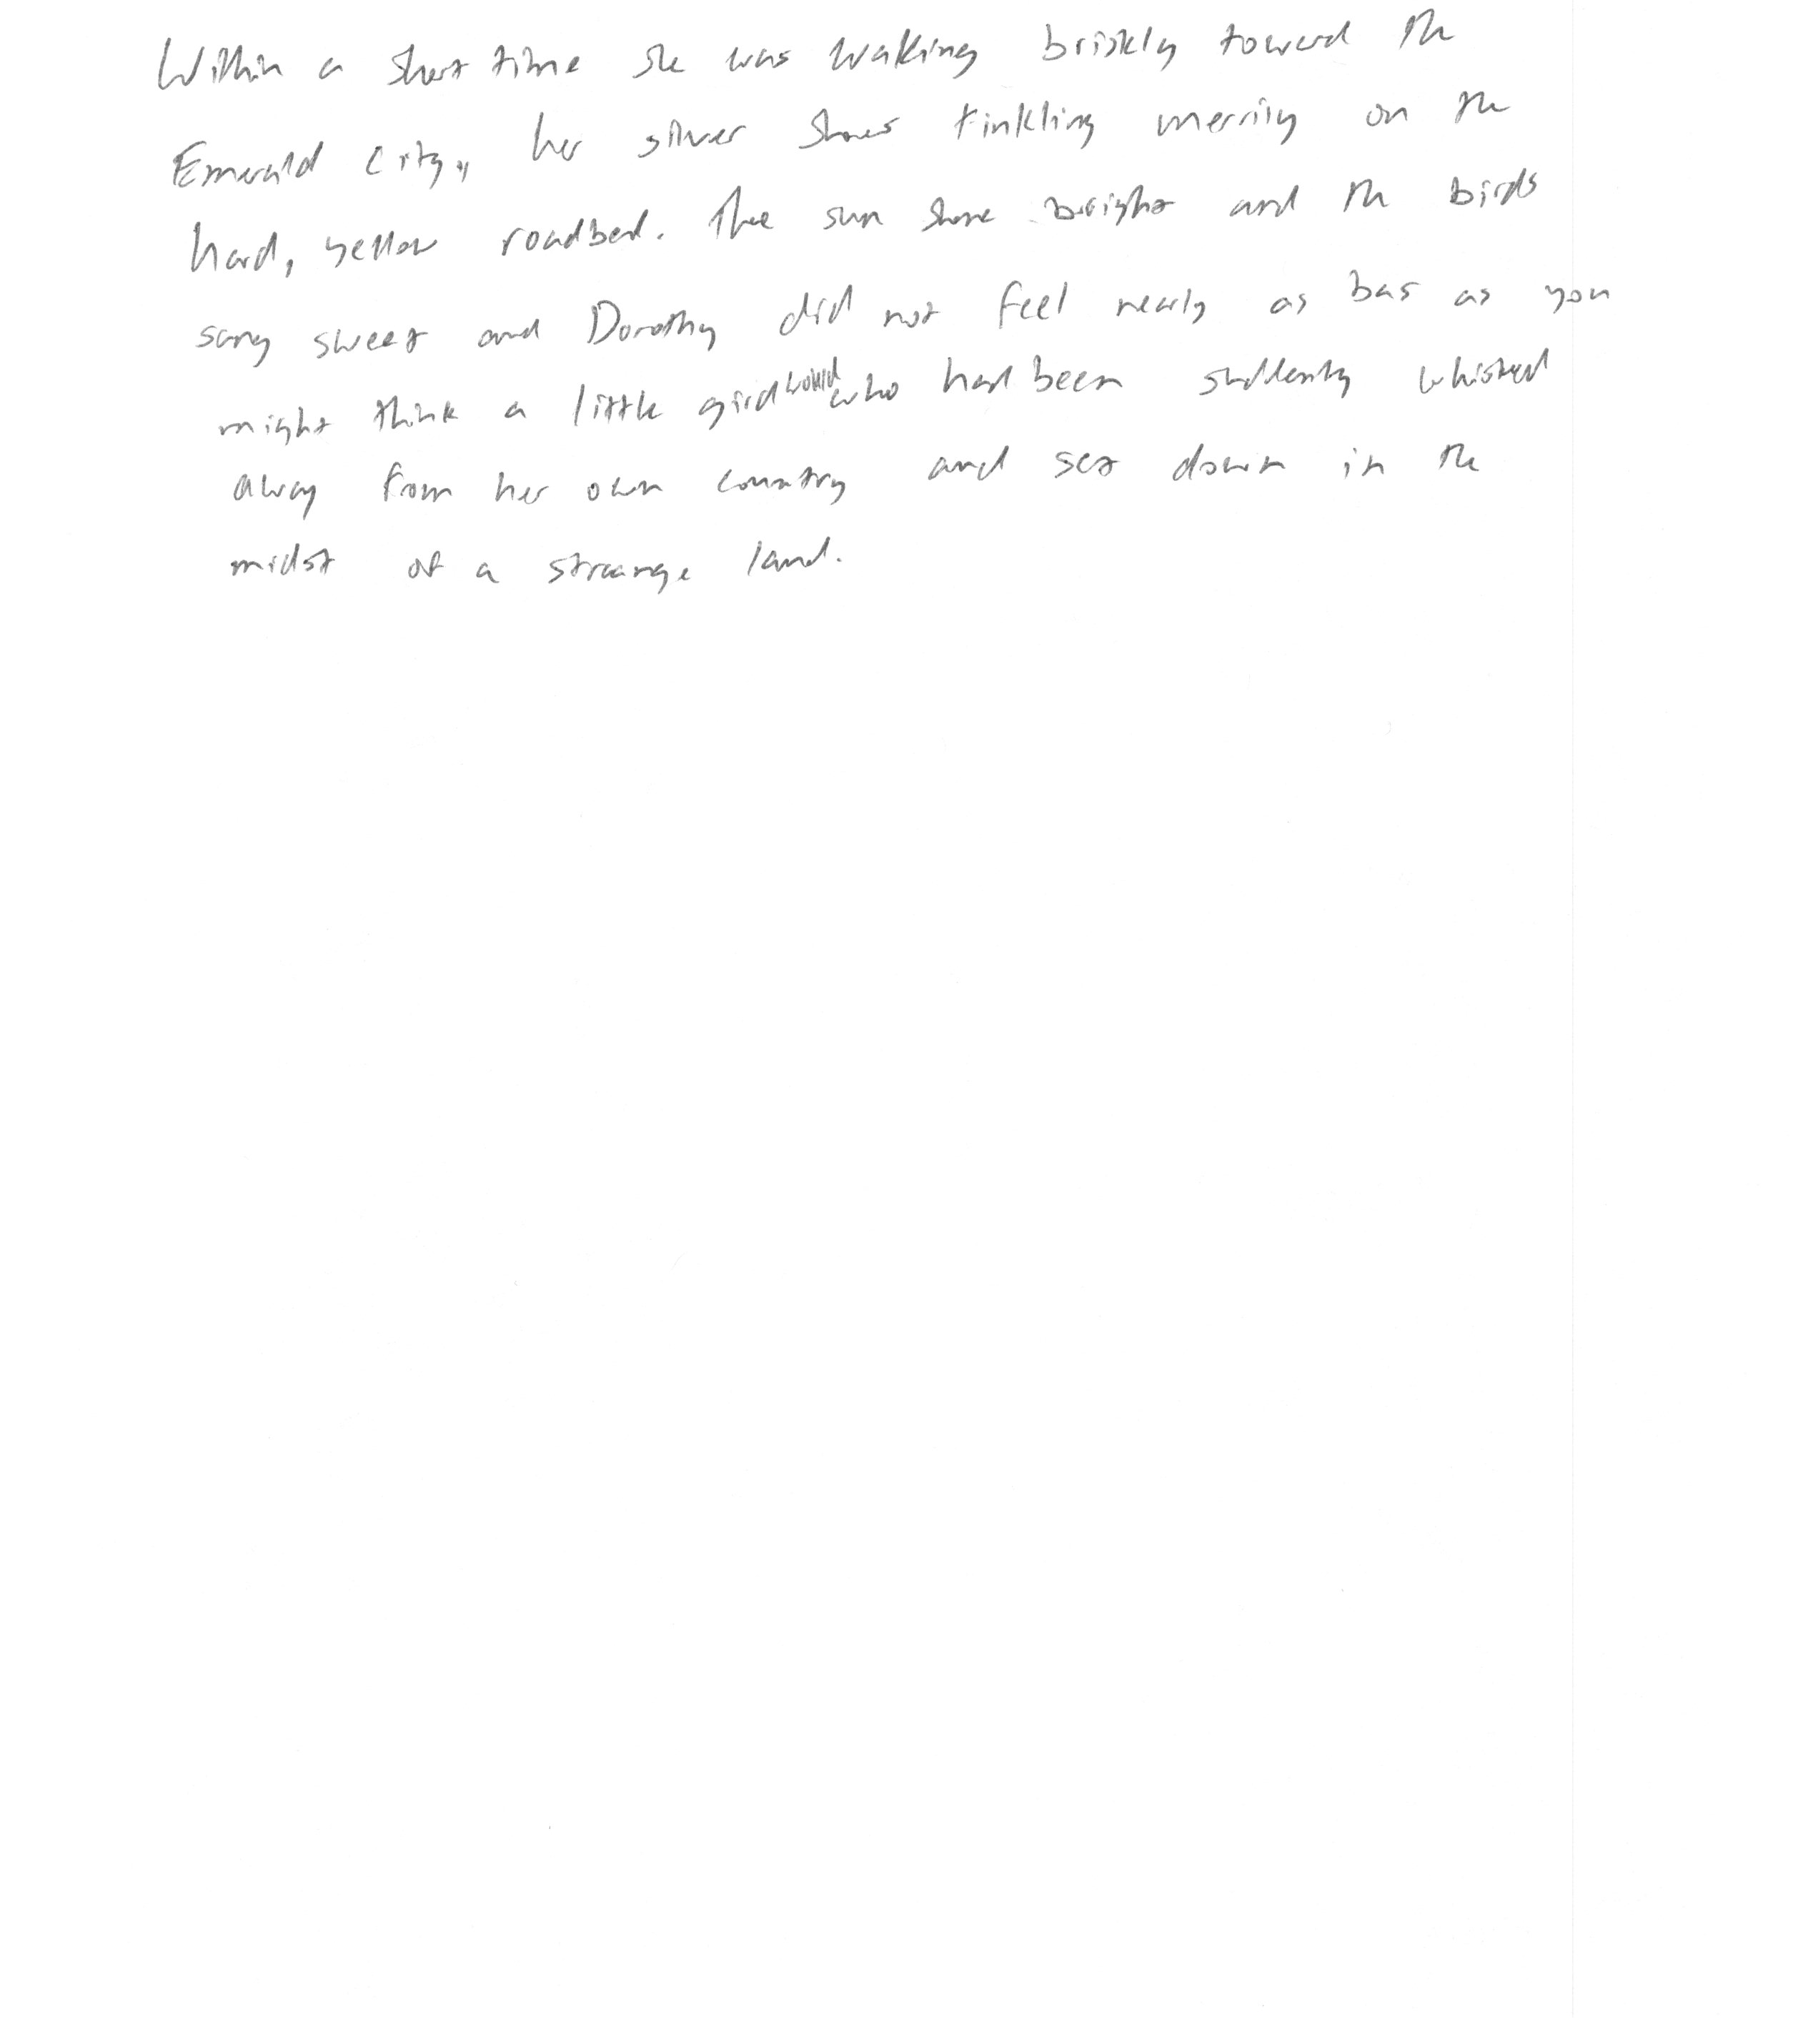 Within a short time she was walking briskly toward the
Emerald City, her silver shoes tinkling merrily on the
hard, yellow roadbed. The sun shone bright and the birds
sang sweet and Dorothy did not feel nearly as bas as you
might think a little gird would who had been suddenly whisked
away from her own country and set down in the
midst of a straange land.